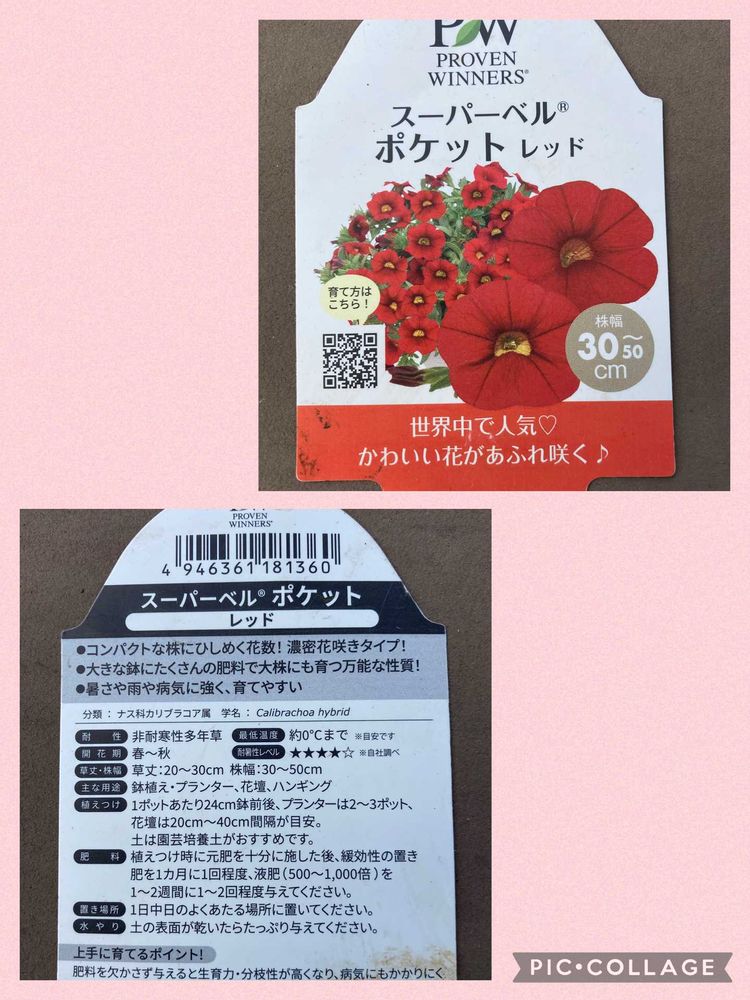 PW
PROVEN
WINNERS®
スーパーベル®
ポケット レッド
育て方は
こちら!
株幅
30~50
cm
世界中で人気♡
かわいい花があふれ咲く♪
PROVEN
WINNERS®
4 946361 181360
スーパーベル® ポケット
レッド
●コンパクトな株にひしめく花数! 濃密花咲きタイプ!
●大きな鉢にたくさんの肥料で大株にも育つ万能な性質!
●暑さや雨や病気に強く、育てやすい
分類 : ナス科カリブラコア属 学名 : Calibrachoa hybrid
耐性 非耐寒性多年草 最低温度 約0℃まで ※目安です
開花期 春~秋 耐暑性レベル ★★★★☆ ※自社調べ
草丈・株幅 草丈:20~30cm 株幅:30~50cm
主な用途 鉢植え・プランター、花壇、ハンギング
植えつけ 1ポットあたり24cm鉢前後、プランターは2~3ポット、
花壇は20cm~40cm間隔が目安。
土は園芸培養土がおすすめです。
肥料 植えつけ時に元肥を十分に施した後、緩効性の置き
肥を1カ月に1回程度、液肥(500~1,000倍)を
1~2週間に1~2回程度与えてください。
置き場所 1日中日のよくあたる場所に置いてください。
水やり 土の表面が乾いたらたっぷり与えてください。
上手に育てるポイント!
肥料を欠かさず与えると生育力・分枝性が高くなり、病気にもかかりにく
PIC•COLLAGE